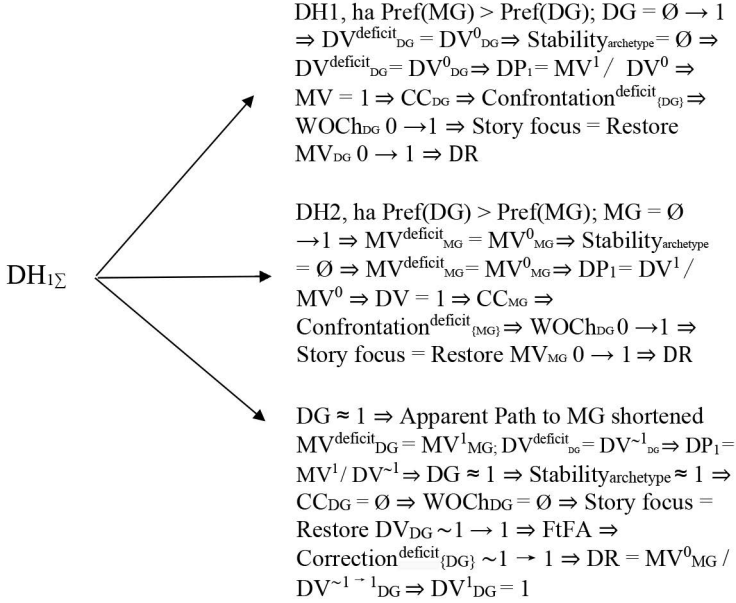 DH1, ha Pref(MG) > Pref(DG); DG = Ø → 1
⇒ DV^deficit_DG = DV^0_DG ⇒ Stability_archetype = Ø ⇒
DV^deficit_DG = DV^0_DG ⇒ DP_1 = MV^1 / DV^0 ⇒
MV = 1 ⇒ CC_DG ⇒ Confrontation^deficit_{DG} ⇒
WOCh_DG 0 →1 ⇒ Story focus = Restore
MV_DG 0 → 1 ⇒ DR
DH2, ha Pref(DG) > Pref(MG); MG = Ø
→1 ⇒ MV^deficit_MG = MV^0_MG ⇒ Stability_archetype
= Ø ⇒ MV^deficit_MG = MV^0_MG ⇒ DP_1 = DV^1 /
MV^0 ⇒ DV = 1 ⇒ CC_MG ⇒
Confrontation^deficit_{MG} ⇒ WOCh_DG 0 →1 ⇒
Story focus = Restore MV_MG 0 → 1 ⇒ DR
DH_1Σ
DG ≈ 1 ⇒ Apparent Path to MG shortened
MV^deficit_DG = MV^1_MG; DV^deficit_DG = DV^~1_DG ⇒ DP_1 =
MV^1 / DV^~1 ⇒ DG ≈ 1 ⇒ Stability_archetype ≈ 1 ⇒
CC_DG = Ø ⇒ WOCh_DG = Ø ⇒ Story focus =
Restore DV_DG ~1 → 1 ⇒ FtFA ⇒
Correction^deficit_{DG} ~1 → 1 ⇒ DR = MV^0_MG /
DV^~1 → 1_DG ⇒ DV^1_DG = 1